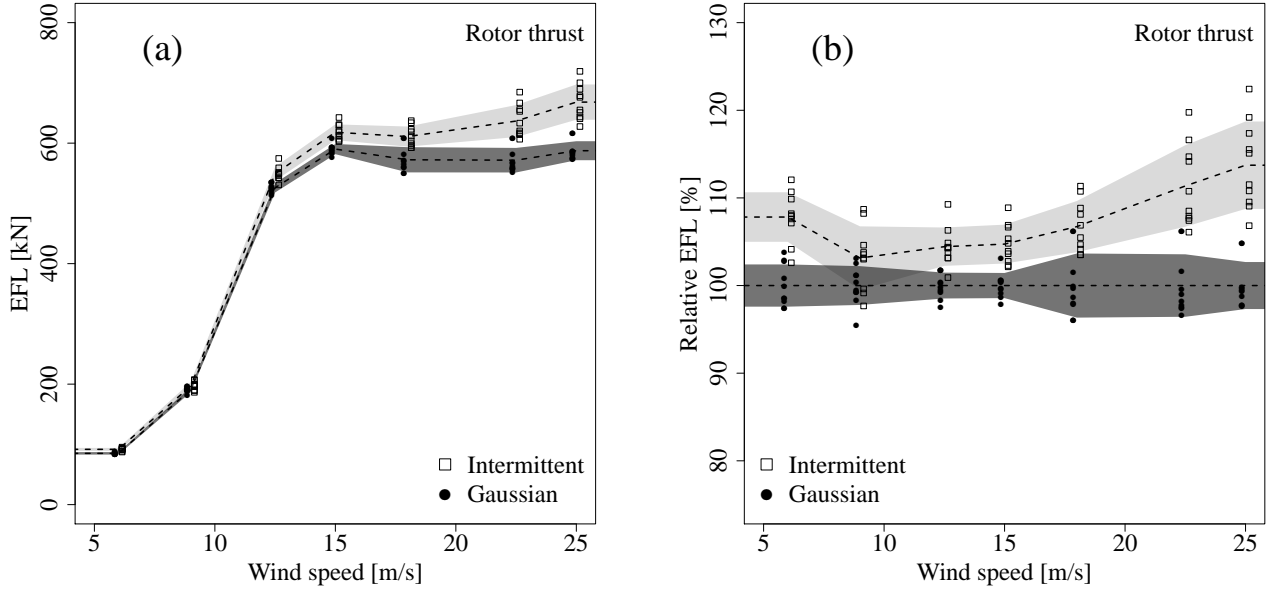 (a)
Rotor thrust
EFL [kN]
800
600
400
200
0
Intermittent
Gaussian
5 10 15 20 25
Wind speed [m/s]
(b)
Rotor thrust
Relative EFL [%]
130
120
110
100
90
80
Intermittent
Gaussian
5 10 15 20 25
Wind speed [m/s]